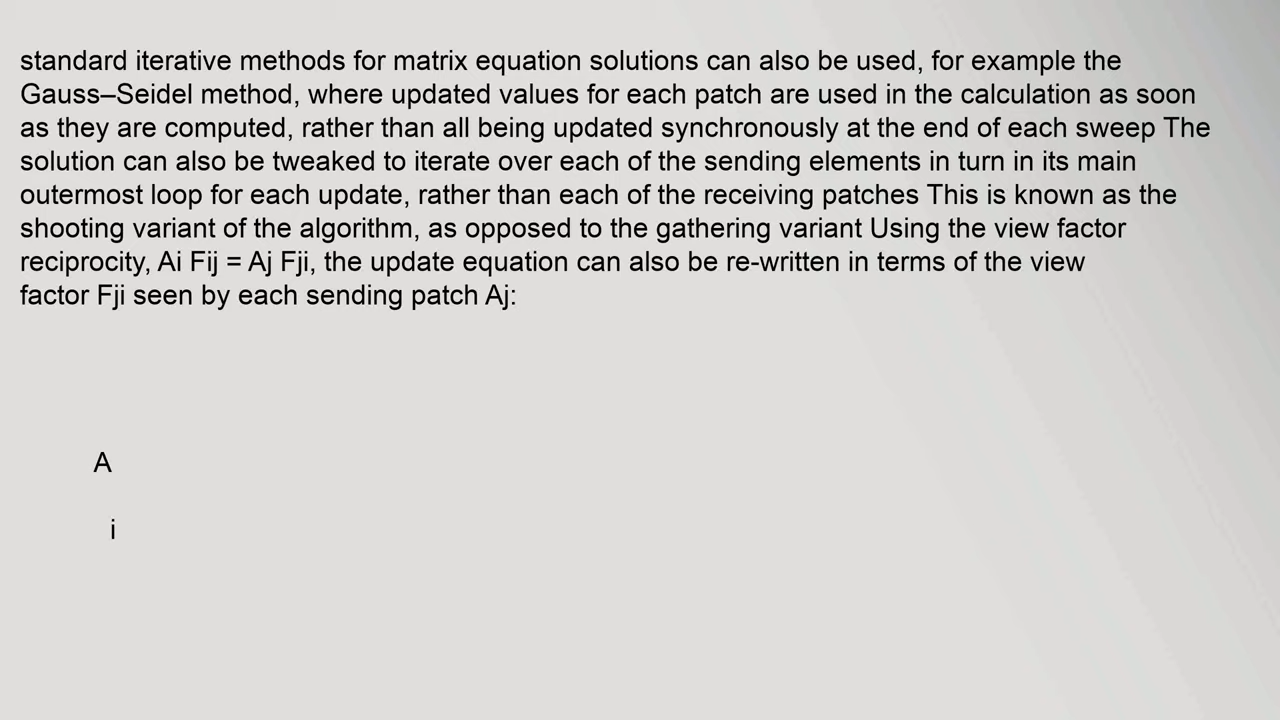 standard iterative methods for matrix equation solutions can also be used, for example the
Gauss–Seidel method, where updated values for each patch are used in the calculation as soon
as they are computed, rather than all being updated synchronously at the end of each sweep The
solution can also be tweaked to iterate over each of the sending elements in turn in its main
outermost loop for each update, rather than each of the receiving patches This is known as the
shooting variant of the algorithm, as opposed to the gathering variant Using the view factor
reciprocity, Ai Fij = Aj Fji, the update equation can also be re-written in terms of the view
factor Fji seen by each sending patch Aj:
A
i